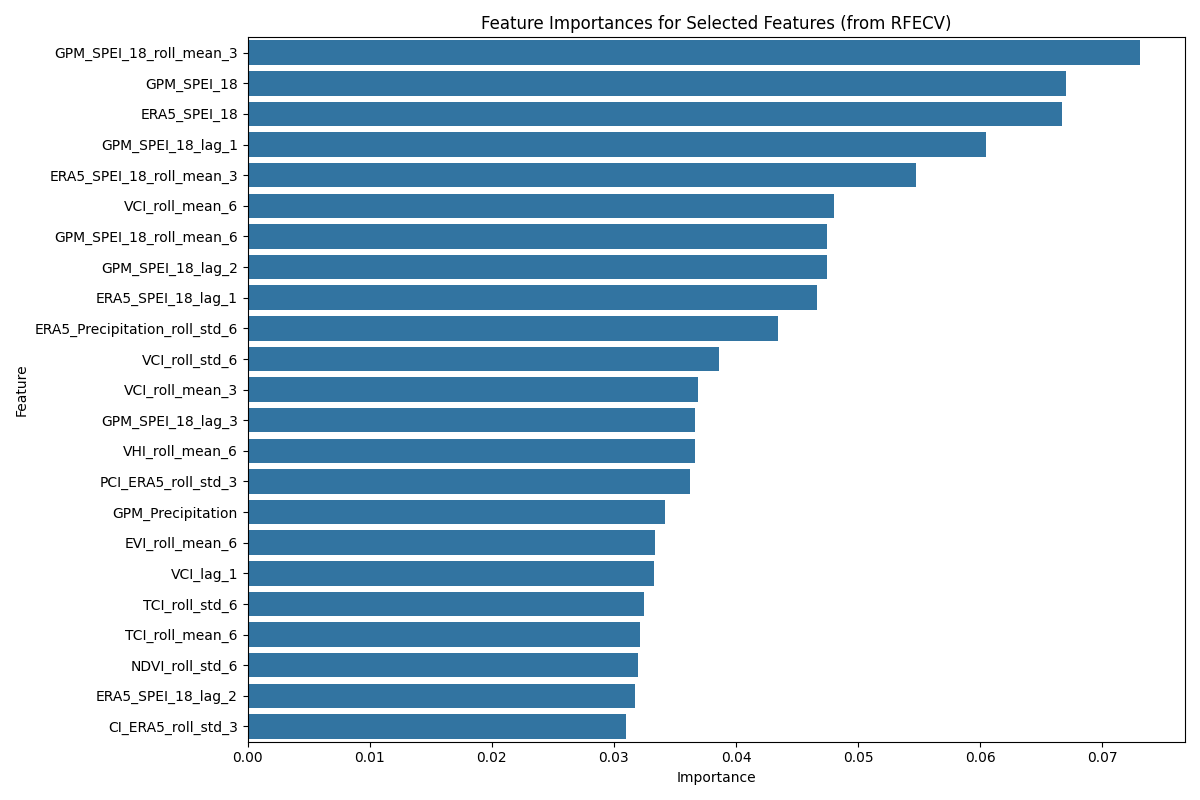 Feature Importances for Selected Features (from RFECV)
GPM_SPEI_18_roll_mean_3
GPM_SPEI_18
ERA5_SPEI_18
GPM_SPEI_18_lag_1
ERA5_SPEI_18_roll_mean_3
VCI_roll_mean_6
GPM_SPEI_18_roll_mean_6
GPM_SPEI_18_lag_2
ERA5_SPEI_18_lag_1
ERA5_Precipitation_roll_std_6
VCI_roll_std_6
VCI_roll_mean_3
GPM_SPEI_18_lag_3
VHI_roll_mean_6
PCI_ERA5_roll_std_3
GPM_Precipitation
EVI_roll_mean_6
VCI_lag_1
TCI_roll_std_6
TCI_roll_mean_6
NDVI_roll_std_6
ERA5_SPEI_18_lag_2
CI_ERA5_roll_std_3
Feature
0.00 0.01 0.02 0.03 0.04 0.05 0.06 0.07
Importance